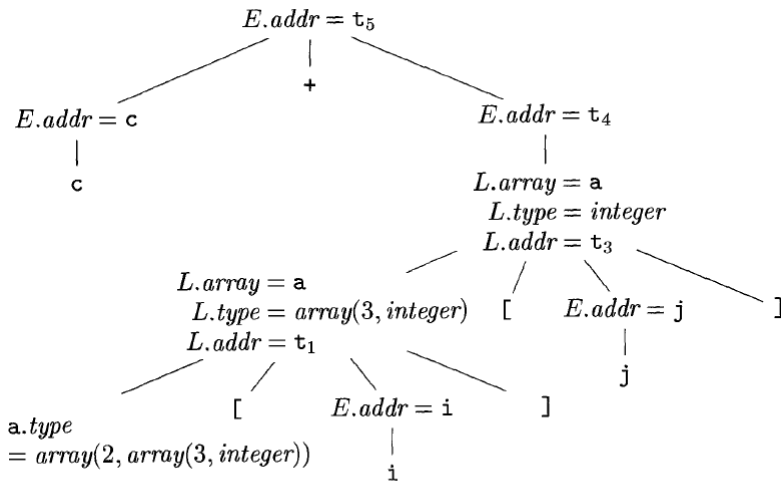 E.addr = t₅
+
E.addr = c
E.addr = t₄
c
L.array = a
L.type = integer
L.addr = t₃
L.array = a
L.type = array(3, integer)
L.addr = t₁
[
E.addr = j
]
j
a.type
= array(2, array(3, integer))
[
E.addr = i
]
i